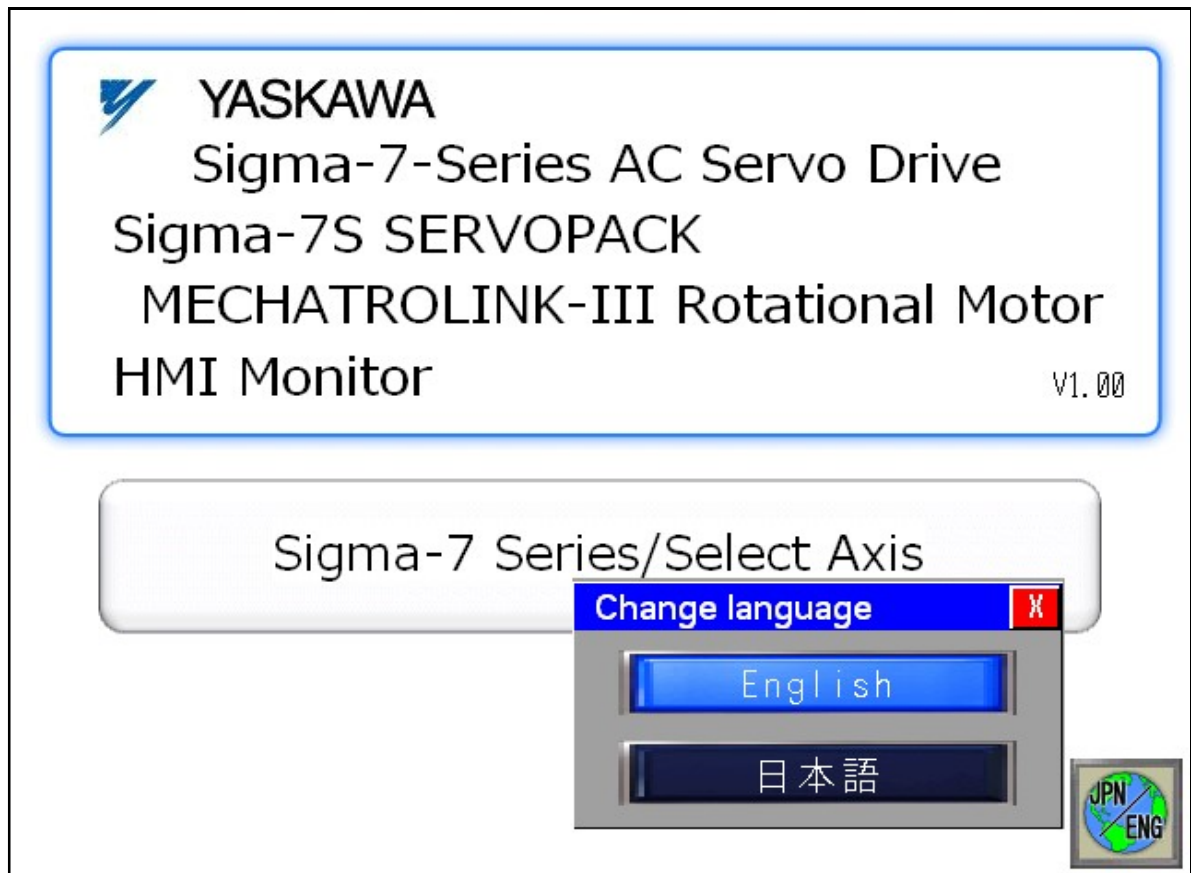 YASKAWA
Sigma-7-Series AC Servo Drive
Sigma-7S SERVOPACK
MECHATROLINK-III Rotational Motor
HMI Monitor
V1.00
Sigma-7 Series/Select Axis
Change language
X
English
日本語
JPN
ENG